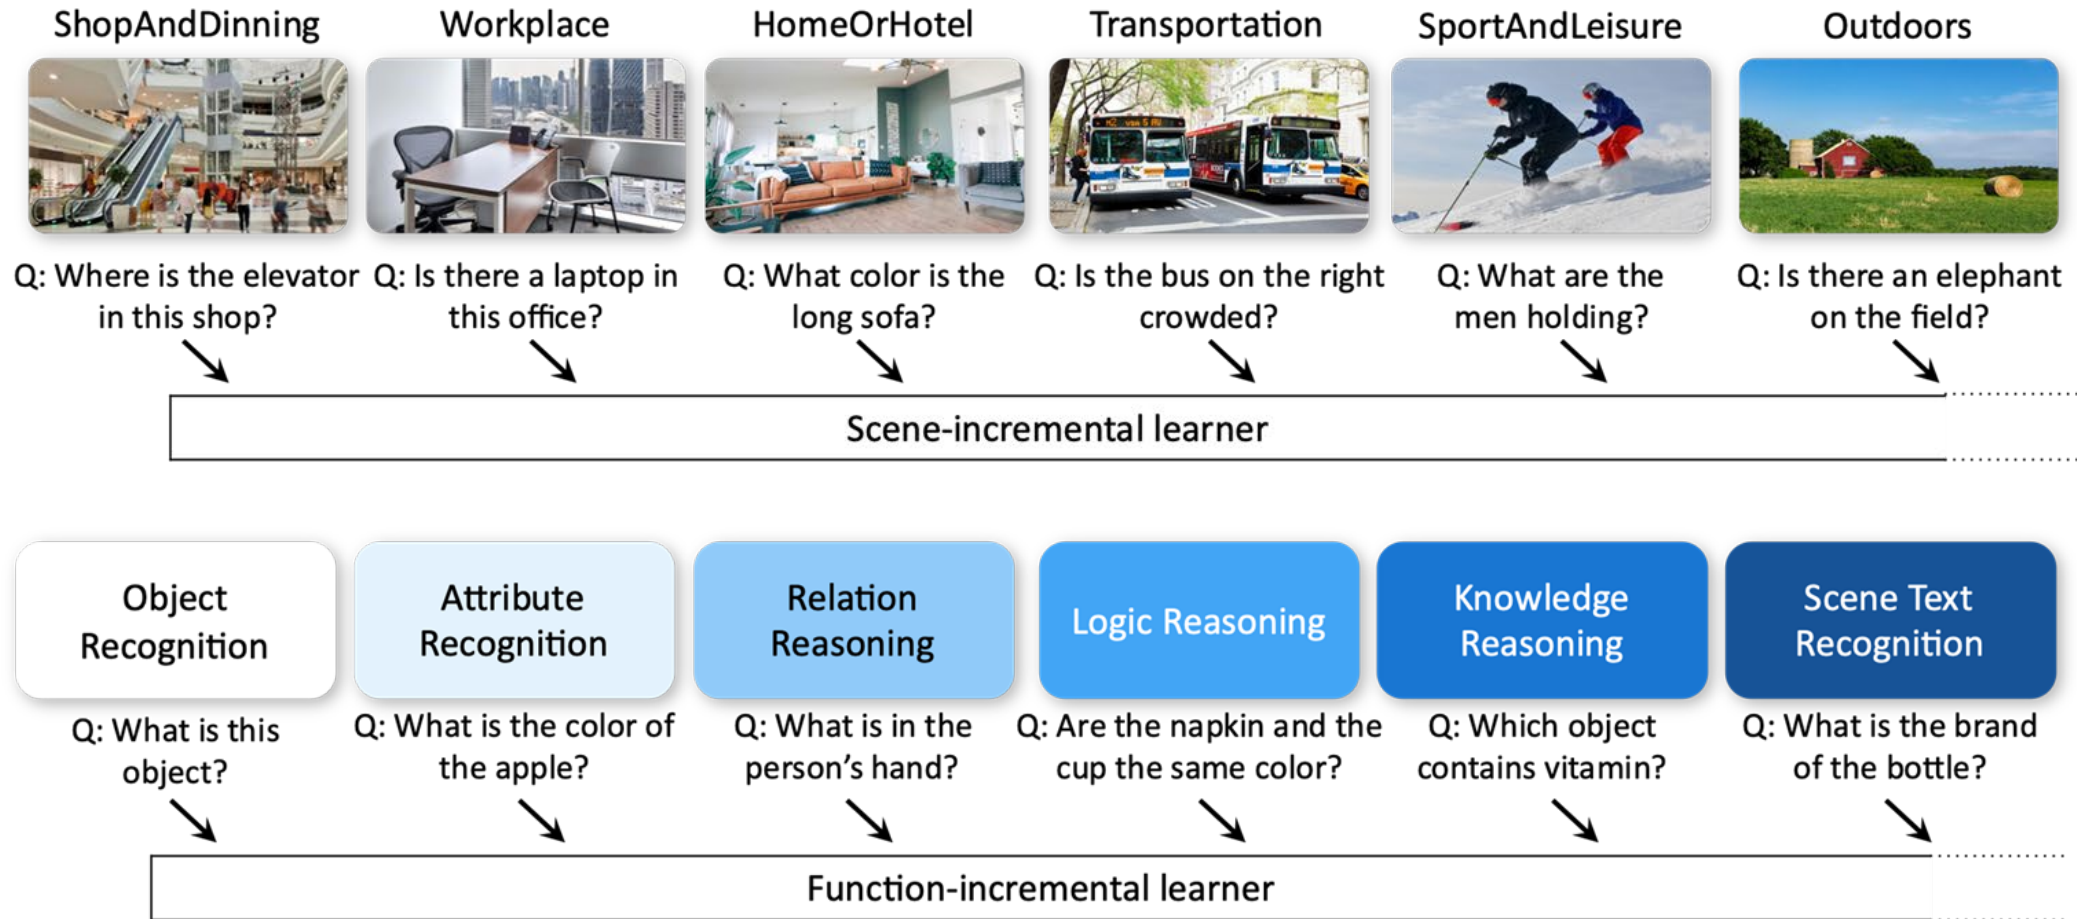 ShopAndDinning
Workplace
HomeOrHotel
Transportation
SportAndLeisure
Outdoors
Q: Where is the elevator
in this shop?
Q: Is there a laptop in
this office?
Q: What color is the
long sofa?
Q: Is the bus on the right
crowded?
Q: What are the
men holding?
Q: Is there an elephant
on the field?
Scene-incremental learner
Object
Recognition
Attribute
Recognition
Relation
Reasoning
Logic Reasoning
Knowledge
Reasoning
Scene Text
Recognition
Q: What is this
object?
Q: What is the color of
the apple?
Q: What is in the
person's hand?
Q: Are the napkin and the
cup the same color?
Q: Which object
contains vitamin?
Q: What is the brand
of the bottle?
Function-incremental learner